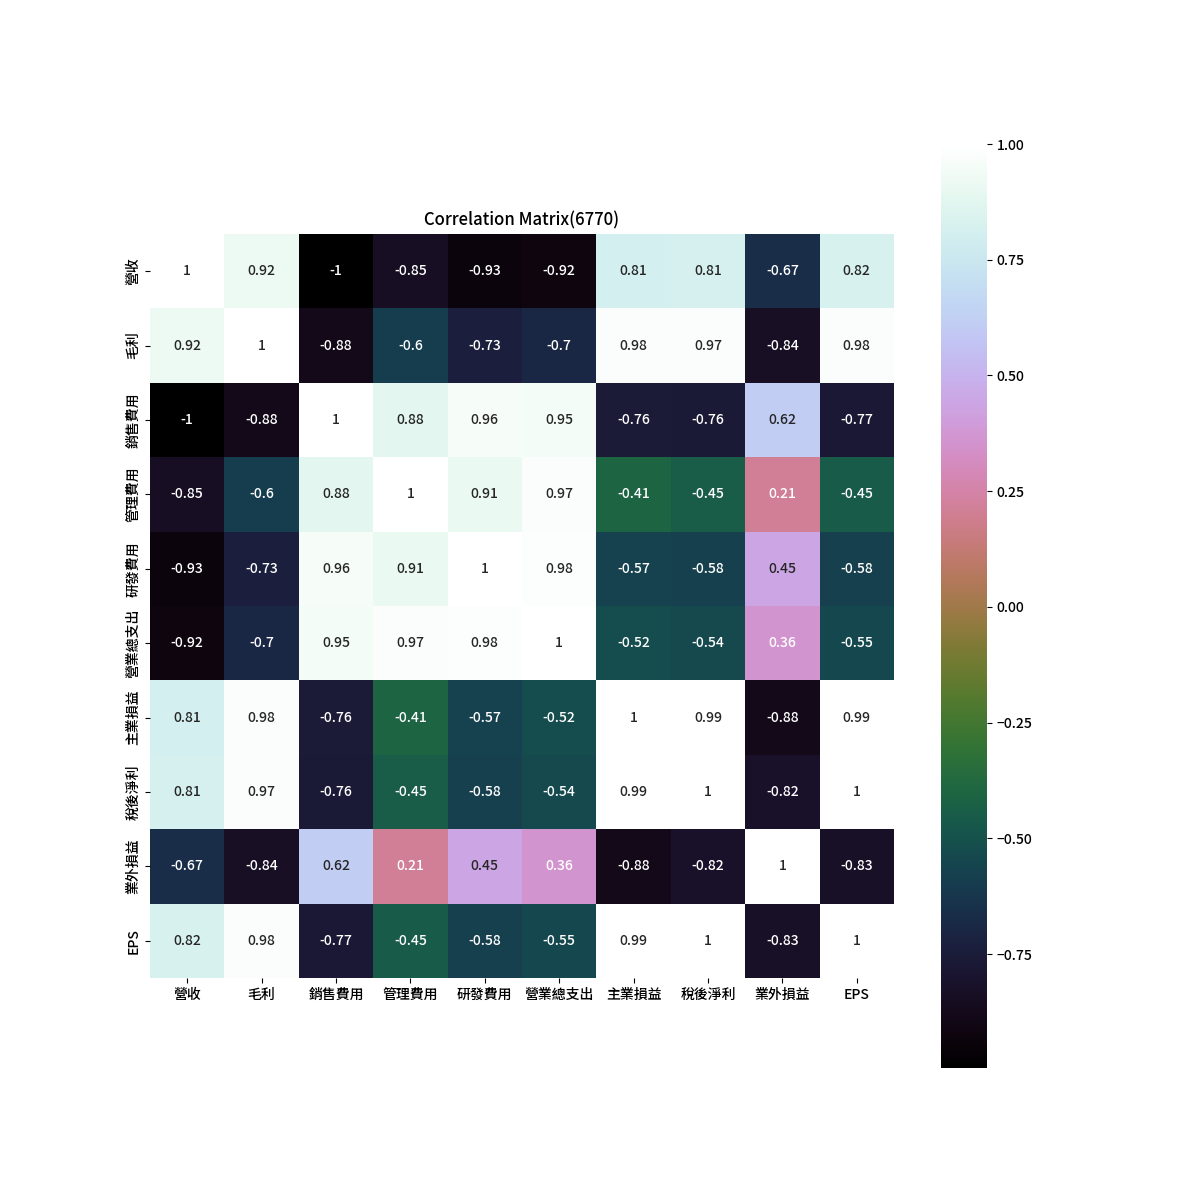 Correlation Matrix(6770)
營收 1 0.92 -1 -0.85 -0.93 -0.92 0.81 0.81 -0.67 0.82
毛利 0.92 1 -0.88 -0.6 -0.73 -0.7 0.98 0.97 -0.84 0.98
銷售費用 -1 -0.88 1 0.88 0.96 0.95 -0.76 -0.76 0.62 -0.77
管理費用 -0.85 -0.6 0.88 1 0.91 0.97 -0.41 -0.45 0.21 -0.45
研發費用 -0.93 -0.73 0.96 0.91 1 0.98 -0.57 -0.58 0.45 -0.58
營業總支出 -0.92 -0.7 0.95 0.97 0.98 1 -0.52 -0.54 0.36 -0.55
主業損益 0.81 0.98 -0.76 -0.41 -0.57 -0.52 1 0.99 -0.88 0.99
稅後淨利 0.81 0.97 -0.76 -0.45 -0.58 -0.54 0.99 1 -0.82 1
業外損益 -0.67 -0.84 0.62 0.21 0.45 0.36 -0.88 -0.82 1 -0.83
EPS 0.82 0.98 -0.77 -0.45 -0.58 -0.55 0.99 1 -0.83 1
營收 毛利 銷售費用 管理費用 研發費用 營業總支出 主業損益 稅後淨利 業外損益 EPS
1.00
0.75
0.50
0.25
0.00
−0.25
−0.50
−0.75